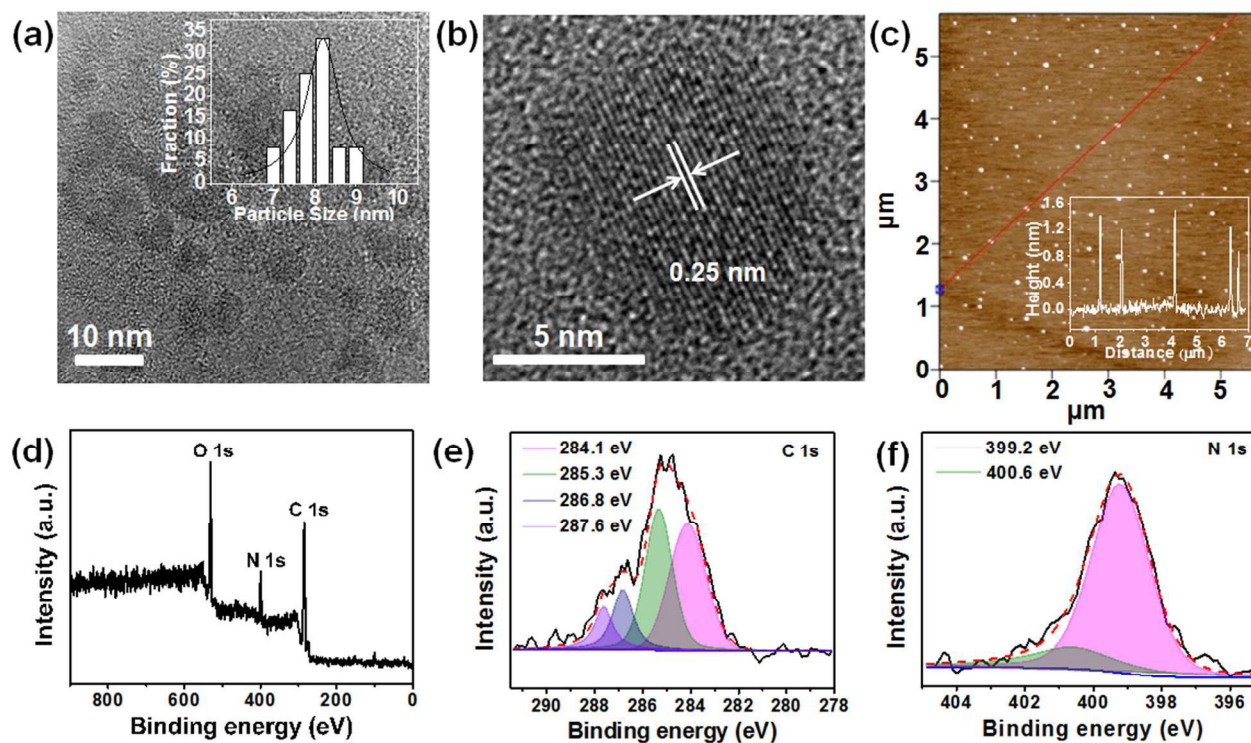 (a)
35
30
25
20
15
10
5
0
Fraction (%)
6 7 8 9 10
Particle Size (nm)
10 nm
(b)
0.25 nm
5 nm
(c)
5
4
3
2
1
0
µm
0 1 2 3 4 5
µm
1.6
1.2
0.8
0.4
0.0
Height (nm)
0 1 2 3 4 5 6 7
Distance (µm)
(d)
O 1s
N 1s
C 1s
Intensity (a.u.)
800 600 400 200 0
Binding energy (eV)
(e)
284.1 eV
285.3 eV
286.8 eV
287.6 eV
C 1s
Intensity (a.u.)
290 288 286 284 282 280 278
Binding energy (eV)
(f)
399.2 eV
400.6 eV
N 1s
Intensity (a.u.)
404 402 400 398 396
Binding energy (eV)